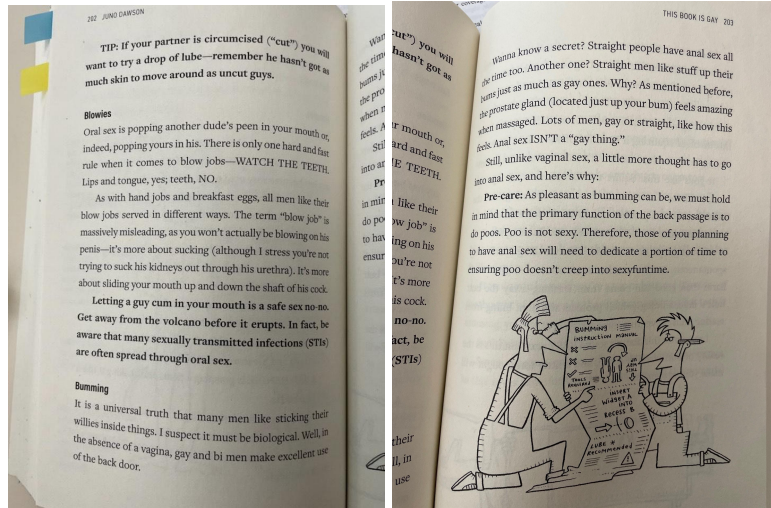 202 JUNO DAWSON
TIP: If your partner is circumcised (“cut”) you will
want to try a drop of lube—remember he hasn't got as
much skin to move around as uncut guys.
Blowies
Oral sex is popping another dude's peen in your mouth or,
indeed, popping yours in his. There is only one hard and fast
rule when it comes to blow jobs—WATCH THE TEETH.
Lips and tongue, yes; teeth, NO.
As with hand jobs and breakfast eggs, all men like their
blow jobs served in different ways. The term “blow job” is
massively misleading, as you won't actually be blowing on his
penis—it's more about sucking (although I stress you're not
trying to suck his kidneys out through his urethra). It's more
about sliding your mouth up and down the shaft of his cock.
Letting a guy cum in your mouth is a safe sex no-no.
Get away from the volcano before it erupts. In fact, be
aware that many sexually transmitted infections (STIs)
are often spread through oral sex.
Bumming
It is a universal truth that many men like sticking their
willies inside things. I suspect it must be biological. Well, in
the absence of a vagina, gay and bi men make excellent use
of the back door.
THIS BOOK IS GAY 203
Wanna know a secret? Straight people have anal sex all
the time too. Another one? Straight men like stuff up their
bums just as much as gay ones. Why? As mentioned before,
the prostate gland (located just up your bum) feels amazing
when massaged. Lots of men, gay or straight, like how this
feels. Anal sex ISN'T a “gay thing.”
Still, unlike vaginal sex, a little more thought has to go
into anal sex, and here's why:
Pre-care: As pleasant as bumming can be, we must hold
in mind that the primary function of the back passage is to
do poos. Poo is not sexy. Therefore, those of you planning
to have anal sex will need to dedicate a portion of time to
ensuring poo doesn't creep into sexyfuntime.
BUMMING
INSTRUCTION MANUAL
TOOLS
REQUIRED
INSERT
WIDGET A
INTO
RECESS B
LUBE
RECOMMENDED